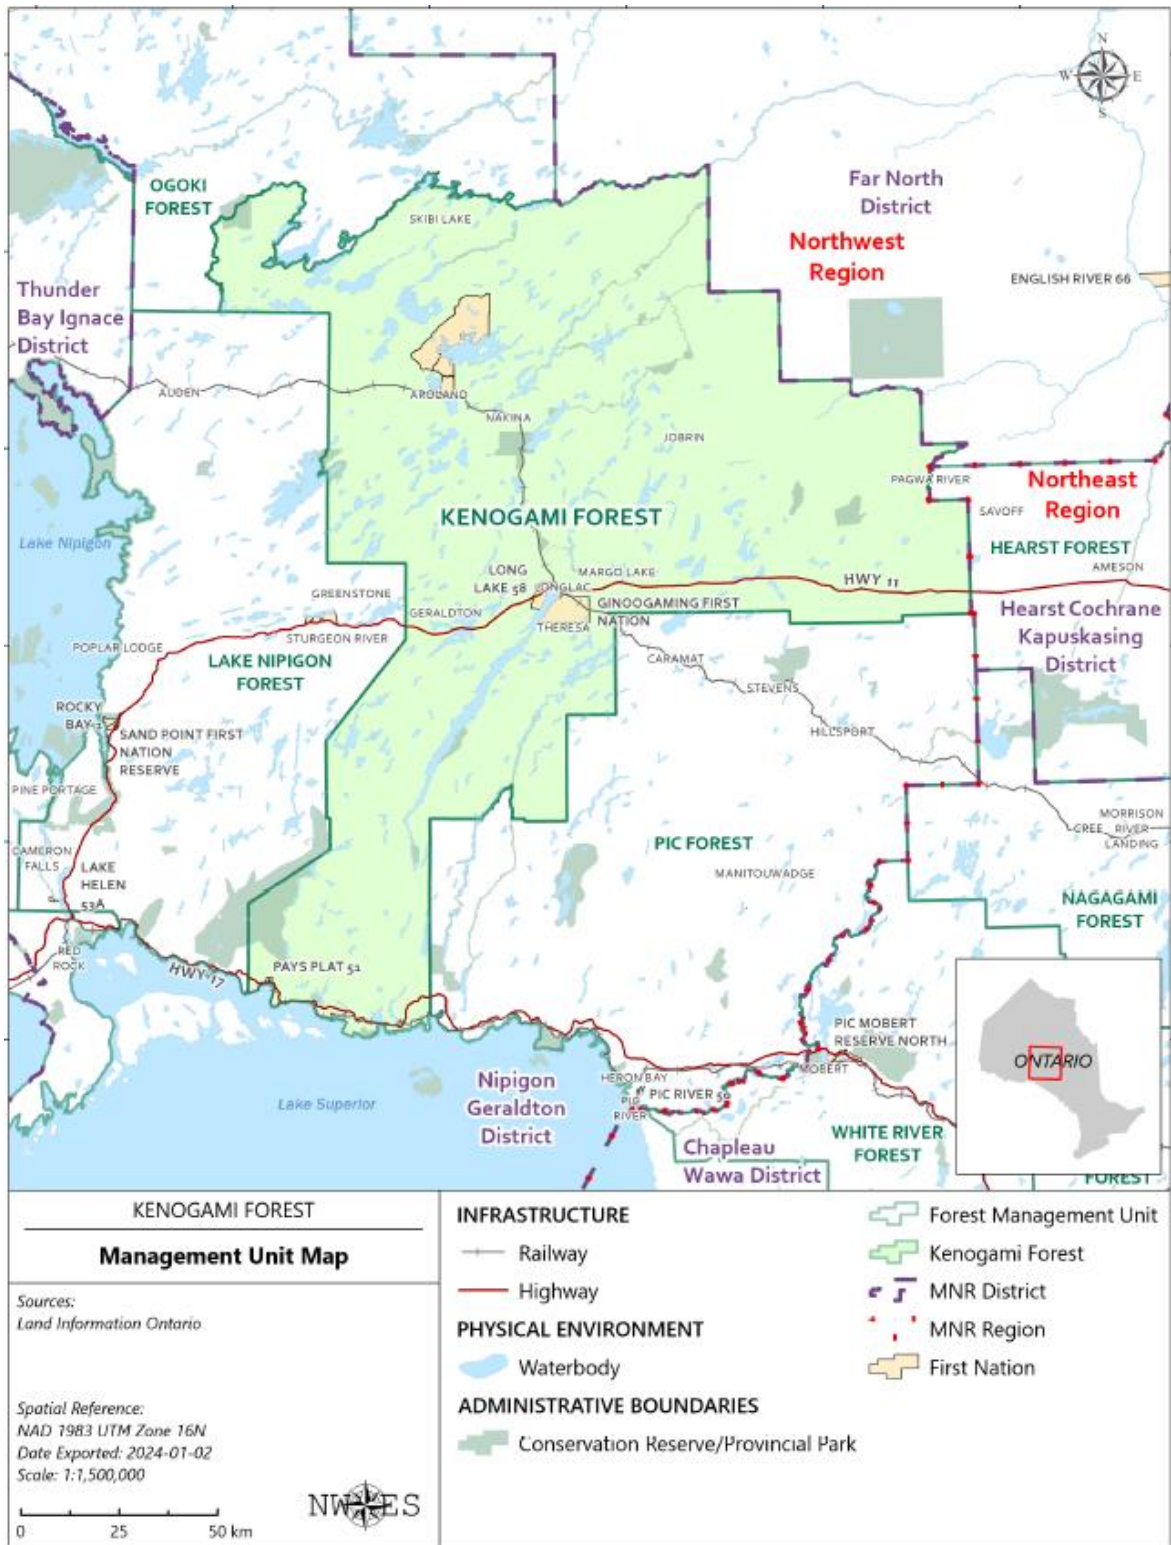 N
W
E
S
OGOKI
FOREST
SKIBI LAKE
Far North
District
Northwest
Region
ENGLISH RIVER 66
Thunder
Bay Ignace
District
AUDEN
AROLAND
NAKINA
JOBRIN
PAGWA RIVER
Northeast
Region
SAVOFF
KENOGAMI FOREST
Lake Nipigon
HEARST FOREST
AMESON
LONG
LAKE 58
LONGLAC
MARGO LAKE
HWY 11
GREENSTONE
GERALDTON
GINOOGAMING FIRST
NATION
THERESA
Hearst Cochrane
Kapuskasing
District
STURGEON RIVER
POPLAR LODGE
LAKE NIPIGON
FOREST
CARAMAT
STEVENS
ROCKY
BAY 1
SAND POINT FIRST
NATION
RESERVE
HILLSPORT
PINE PORTAGE
MORRISON
RIVER
LANDING
CREE
CAMERON
FALLS
LAKE
HELEN
53A
PIC FOREST
MANITOUWADGE
NAGAGAMI
FOREST
RED
ROCK
HWY 17
PAYS PLAT 51
PIC MOBERT
RESERVE NORTH
MOBERT
ONTARIO
HERON BAY
PIC
RIVER
PIC RIVER 50
Nipigon
Geraldton
District
Lake Superior
Chapleau
Wawa District
WHITE RIVER
FOREST
FOREST
KENOGAMI FOREST
Management Unit Map
Sources:
Land Information Ontario
Spatial Reference:
NAD 1983 UTM Zone 16N
Date Exported: 2024-01-02
Scale: 1:1,500,000
0 25 50 km
NW ES
INFRASTRUCTURE
Railway
Highway
PHYSICAL ENVIRONMENT
Waterbody
ADMINISTRATIVE BOUNDARIES
Conservation Reserve/Provincial Park
Forest Management Unit
Kenogami Forest
MNR District
MNR Region
First Nation